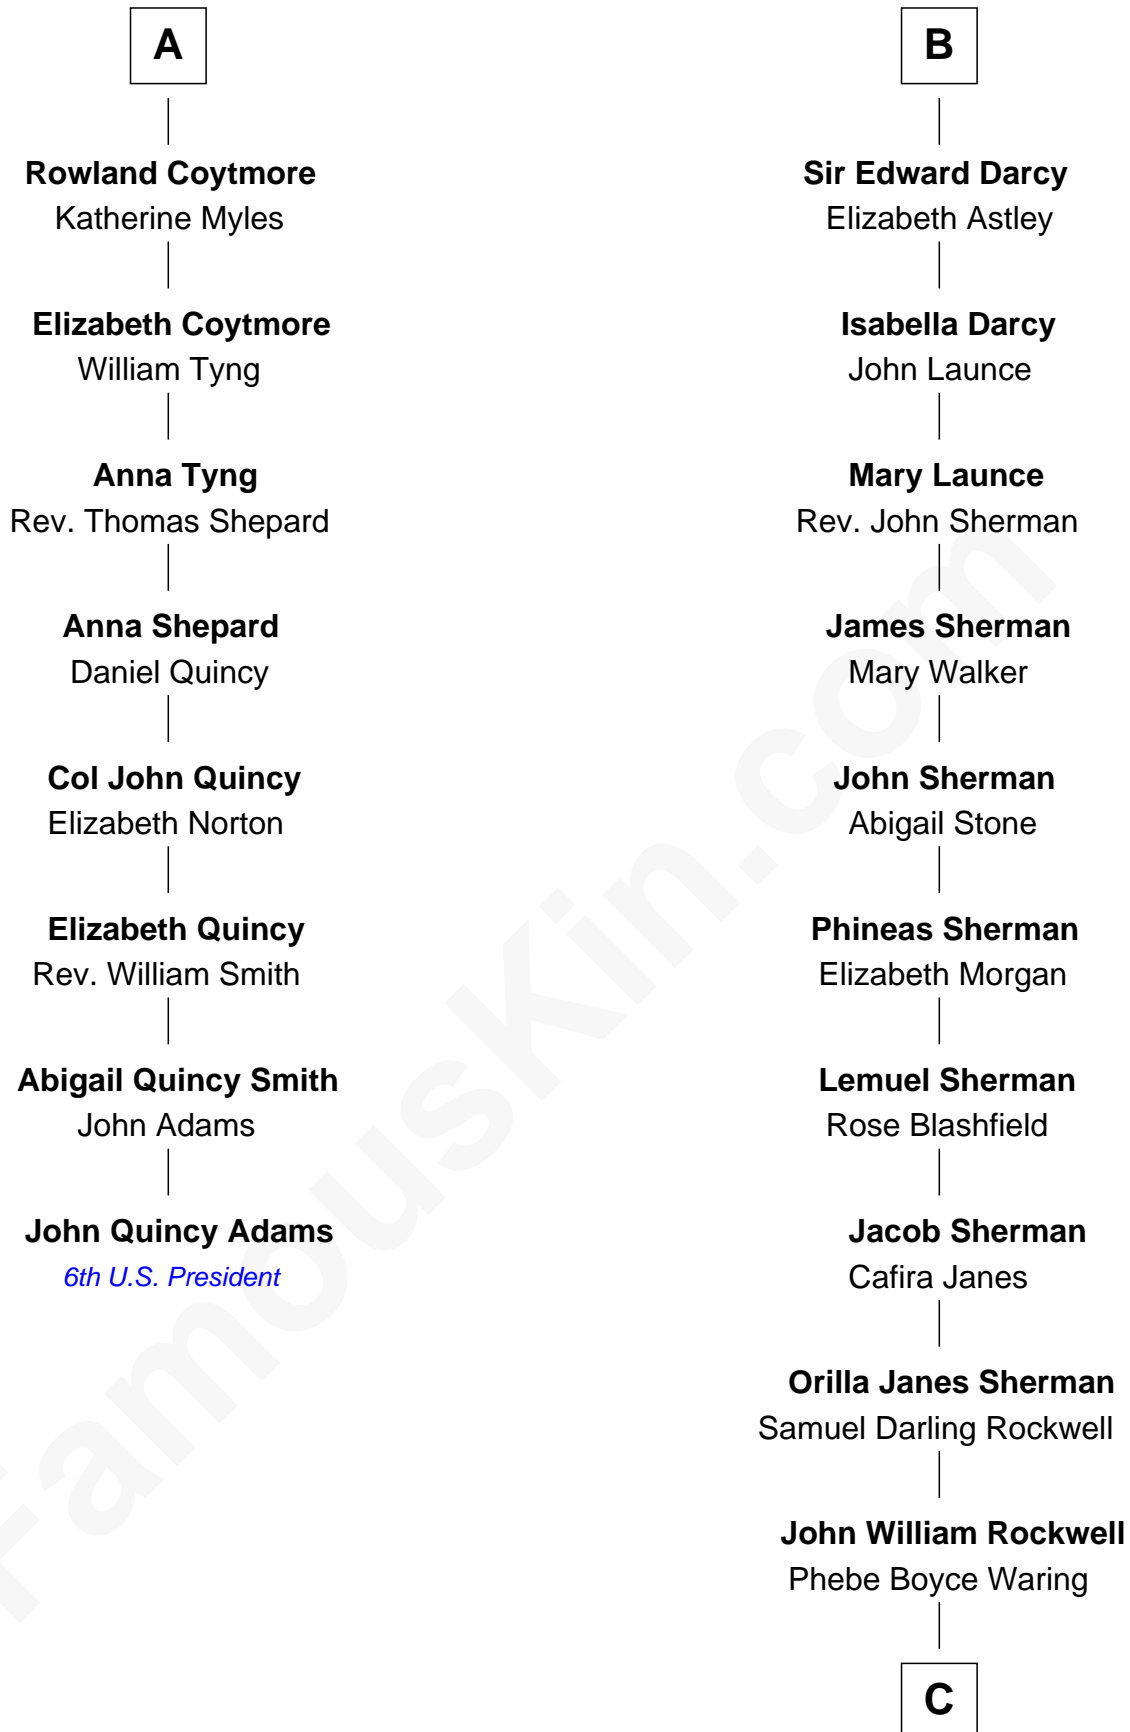 A
Rowland Coytmore
Katherine Myles
Elizabeth Coytmore
William Tyng
Anna Tyng
Rev. Thomas Shepard
Anna Shepard
Daniel Quincy
Col John Quincy
Elizabeth Norton
Elizabeth Quincy
Rev. William Smith
Abigail Quincy Smith
John Adams
John Quincy Adams
6th U.S. President
B
Sir Edward Darcy
Elizabeth Astley
Isabella Darcy
John Launce
Mary Launce
Rev. John Sherman
James Sherman
Mary Walker
John Sherman
Abigail Stone
Phineas Sherman
Elizabeth Morgan
Lemuel Sherman
Rose Blashfield
Jacob Sherman
Cafira Janes
Orilla Janes Sherman
Samuel Darling Rockwell
John William Rockwell
Phebe Boyce Waring
C
FamousKin.com